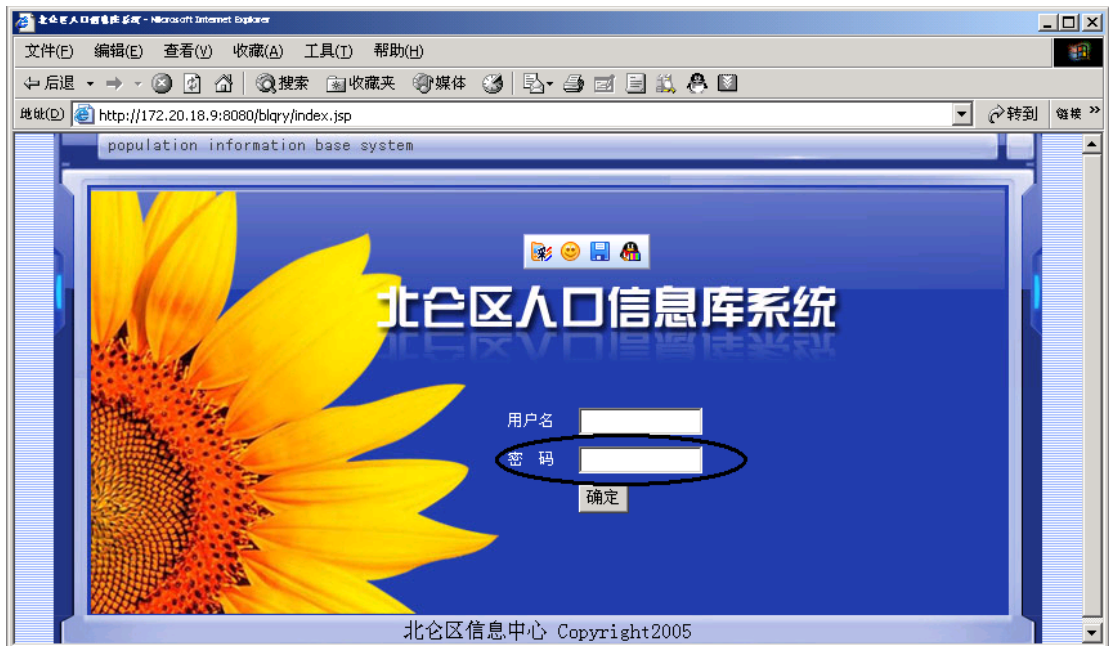 北仑区人口信息库系统 - Microsoft Internet Explorer
文件(F) 编辑(E) 查看(V) 收藏(A) 工具(T) 帮助(H)
后退 搜索 收藏夹 媒体
地址(D) http://172.20.18.9:8080/blqry/index.jsp 转到 链接 »
population information base system
北仑区人口信息库系统
用户名
密 码
确定
北仑区信息中心 Copyright2005